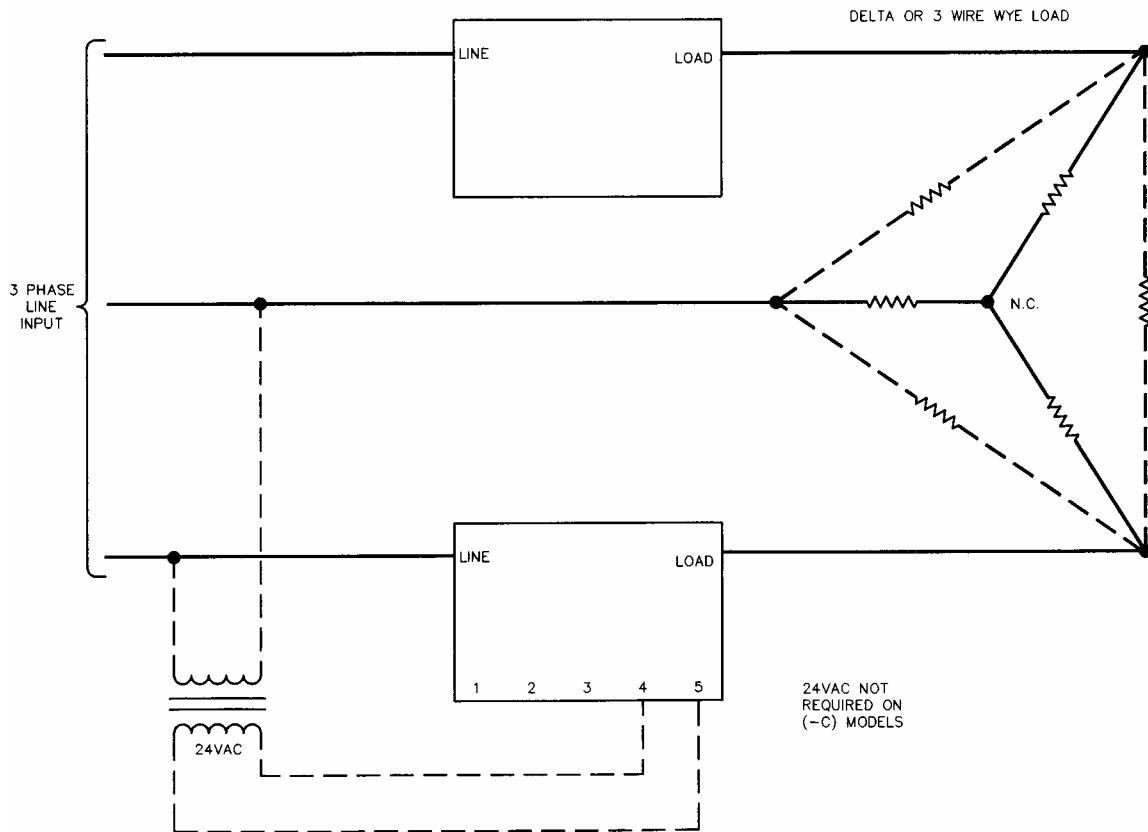 DELTA OR 3 WIRE WYE LOAD
LINE
LOAD
3 PHASE
LINE
INPUT
N.C.
LINE
LOAD
1 2 3 4 5
24VAC
24VAC NOT
REQUIRED ON
(-C) MODELS